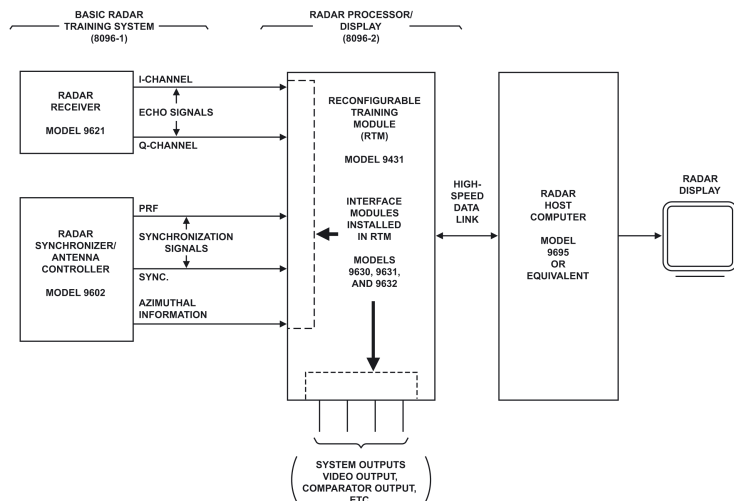 BASIC RADAR
TRAINING SYSTEM
(8096-1)
RADAR PROCESSOR/
DISPLAY
(8096-2)
RADAR
RECEIVER
MODEL 9621
I-CHANNEL
ECHO SIGNALS
Q-CHANNEL
RADAR
SYNCHRONIZER/
ANTENNA
CONTROLLER
MODEL 9602
PRF
SYNCHRONIZATION
SIGNALS
SYNC.
AZIMUTHAL
INFORMATION
RECONFIGURABLE
TRAINING
MODULE
(RTM)
MODEL 9431
INTERFACE
MODULES
INSTALLED
IN RTM
MODELS
9630, 9631,
AND 9632
HIGH-
SPEED
DATA
LINK
RADAR
HOST
COMPUTER
MODEL
9695
OR
EQUIVALENT
RADAR
DISPLAY
SYSTEM OUTPUTS
VIDEO OUTPUT,
COMPARATOR OUTPUT,
ETC